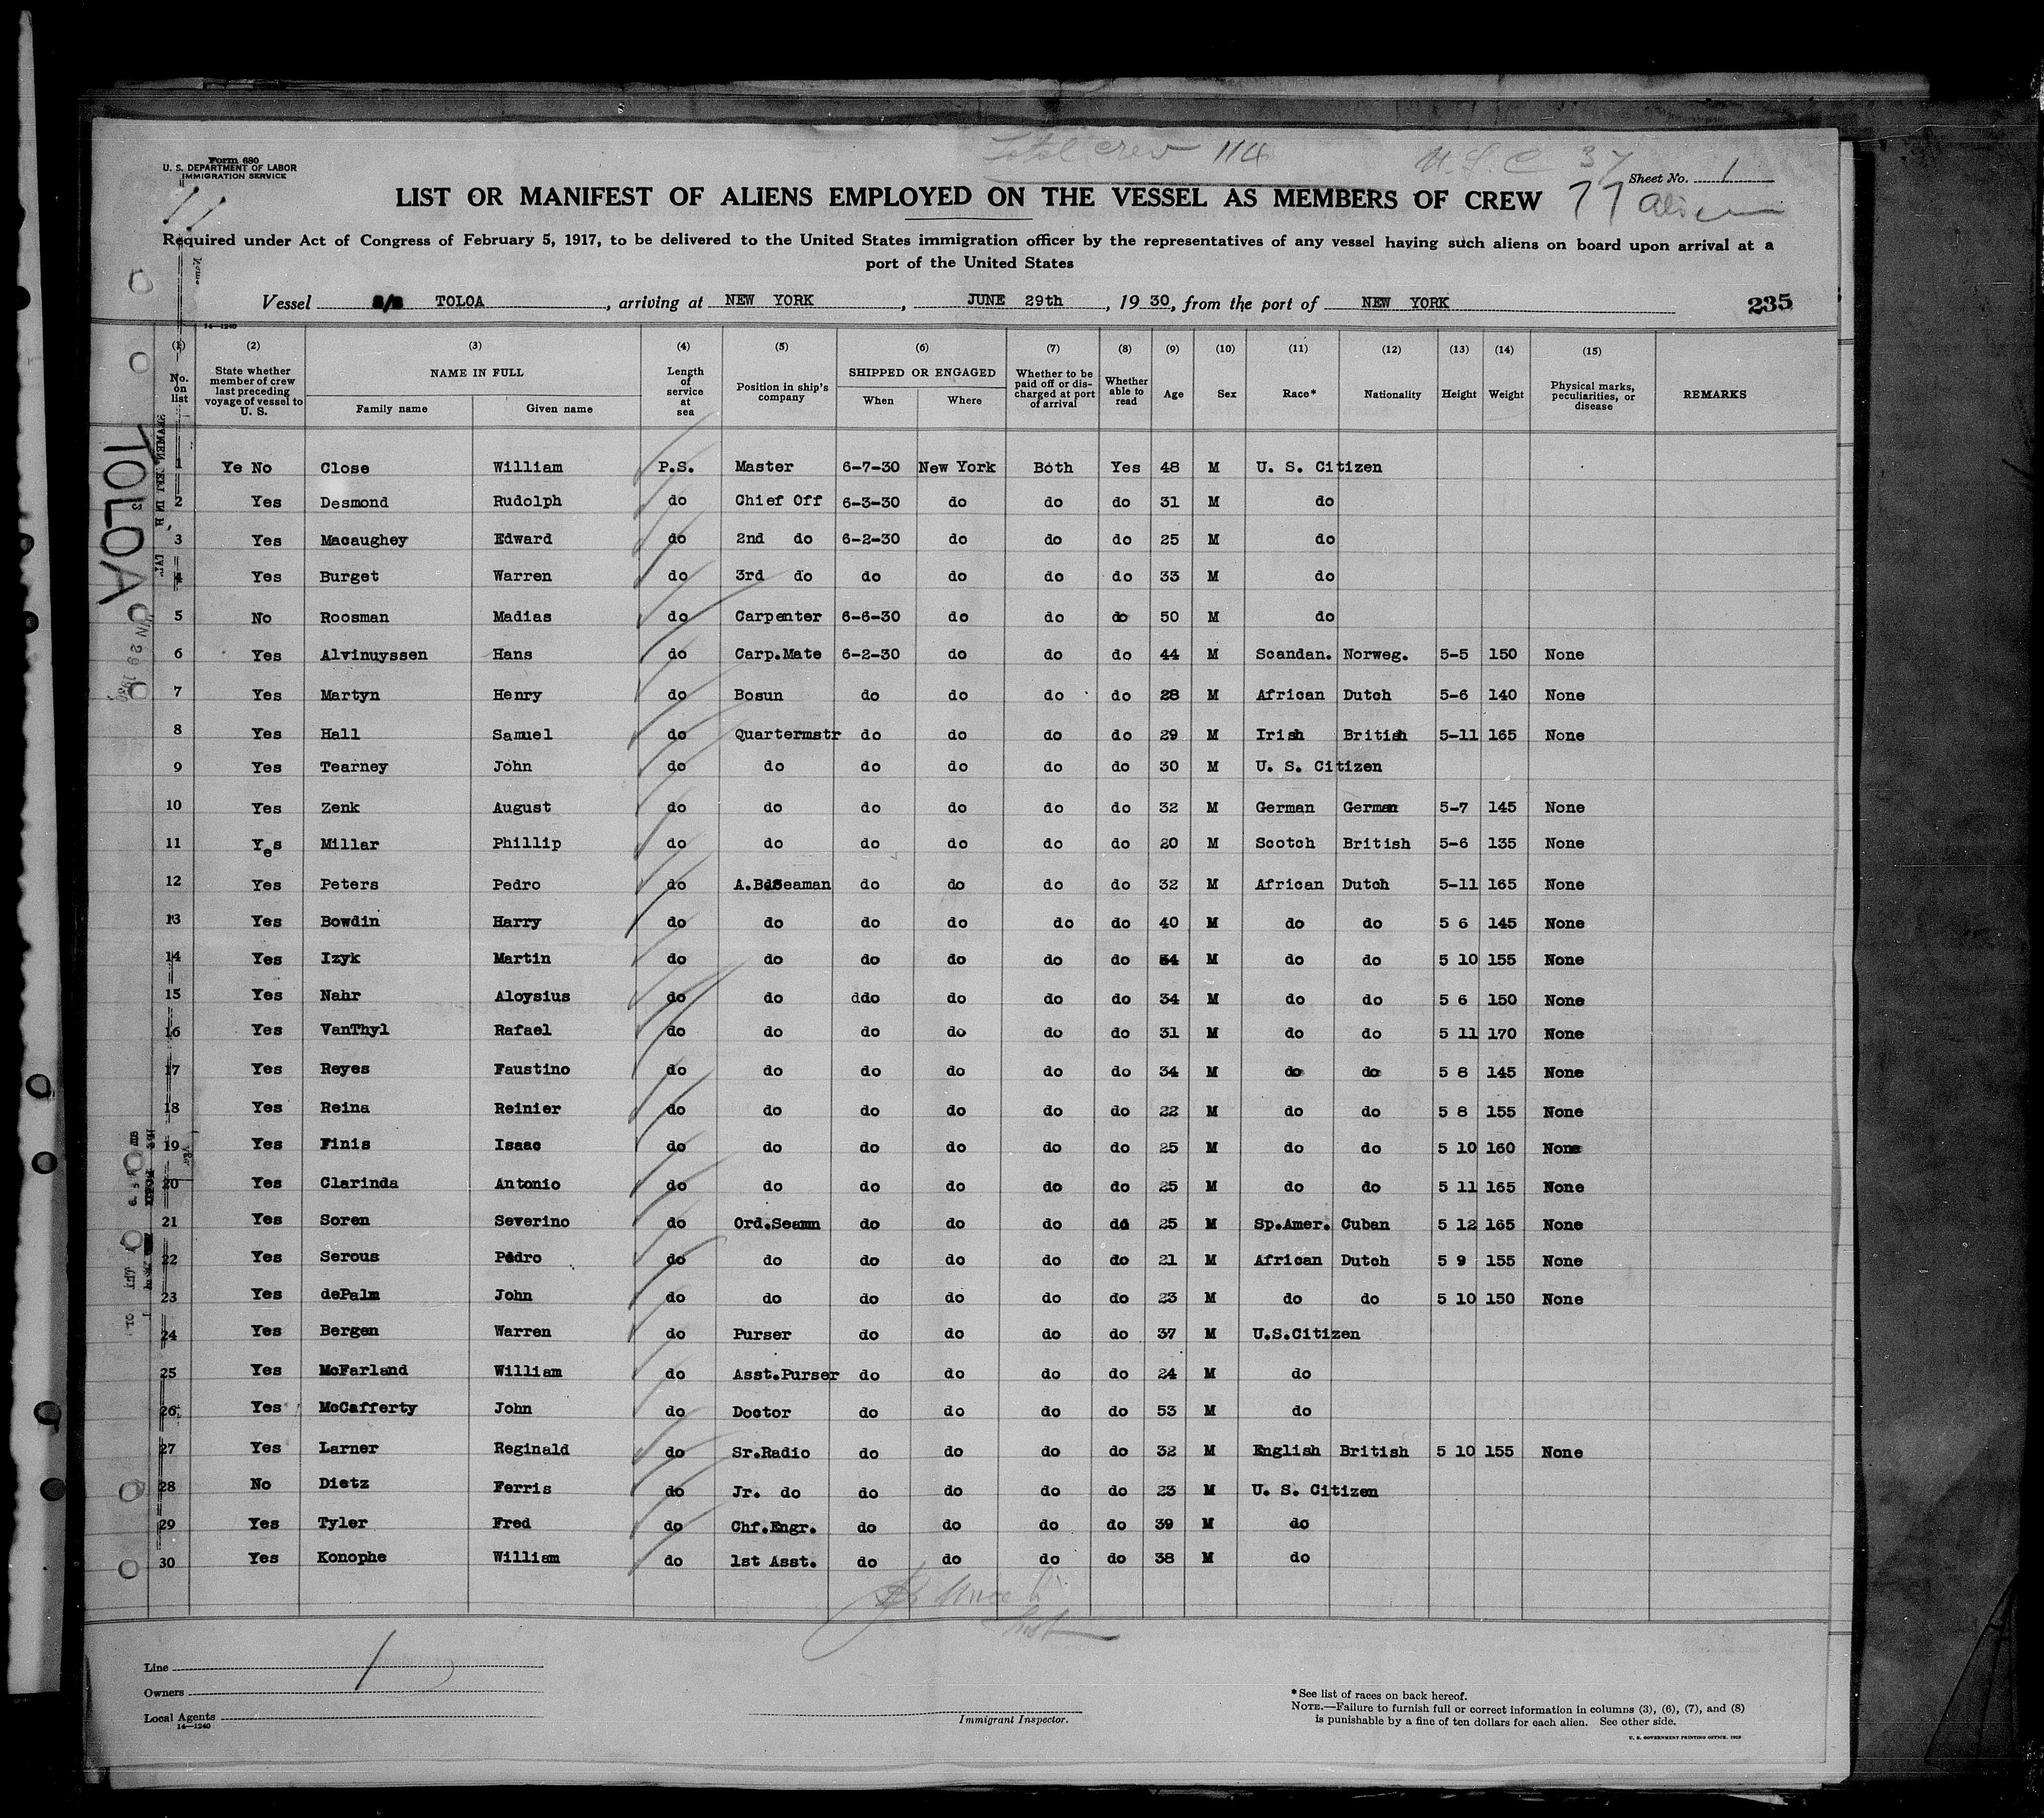 Form 680
U. S. DEPARTMENT OF LABOR
IMMIGRATION SERVICE
Total crew 114
U.S.C 37
Sheet No. 1
LIST OR MANIFEST OF ALIENS EMPLOYED ON THE VESSEL AS MEMBERS OF CREW
77 aliens
Required under Act of Congress of February 5, 1917, to be delivered to the United States immigration officer by the representatives of any vessel having such aliens on board upon arrival at a
port of the United States
Vessel s/s TOLOA, arriving at NEW YORK, JUNE 29th, 1930, from the port of NEW YORK
235
14—1240
(1) (2) (3) (4) (5) (6) (7) (8) (9) (10) (11) (12) (13) (14) (15)
No. on list
State whether member of crew last preceding voyage of vessel to U. S.
NAME IN FULL
Family name
Given name
Length of service at sea
Position in ship's company
SHIPPED OR ENGAGED
When
Where
Whether to be paid off or discharged at port of arrival
Whether able to read
Age
Sex
Race*
Nationality
Height
Weight
Physical marks, peculiarities, or disease
REMARKS
1 Ye No Close William P.S. Master 6-7-30 New York Both Yes 48 M U. S. Citizen
2 Yes Desmond Rudolph do Chief Off 6-3-30 do do do 31 M do
3 Yes Macaughey Edward do 2nd do 6-2-30 do do do 25 M do
4 Yes Burget Warren do 3rd do do do do do 33 M do
5 No Roosman Madias do Carpenter 6-6-30 do do do 50 M do
6 Yes Alvinuyssen Hans do Carp.Mate 6-2-30 do do do 44 M Scandan. Norweg. 5-5 150 None
7 Yes Martyn Henry do Bosun do do do do 28 M African Dutch 5-6 140 None
8 Yes Hall Samuel do Quartermstr do do do do 29 M Irish British 5-11 165 None
9 Yes Tearney John do do do do do do 30 M U. S. Citizen
10 Yes Zenk August do do do do do do 32 M German German 5-7 145 None
11 Yes Millar Phillip do do do do do do 20 M Scotch British 5-6 135 None
12 Yes Peters Pedro do A.B.Seaman do do do do 32 M African Dutch 5-11 165 None
13 Yes Bowdin Harry do do do do do do 40 M do do 5 6 145 None
14 Yes Izyk Martin do do do do do do 34 M do do 5 10 155 None
15 Yes Nahr Aloysius do do ddo do do do 34 M do do 5 6 150 None
16 Yes VanThyl Rafael do do do do do do 31 M do do 5 11 170 None
17 Yes Reyes Faustino do do do do do do 34 M do do 5 8 145 None
18 Yes Reina Reinier do do do do do do 22 M do do 5 8 155 None
19 Yes Finis Isaac do do do do do do 25 M do do 5 10 160 None
20 Yes Clarinda Antonio do do do do do do 25 M do do 5 11 165 None
21 Yes Soren Severino do Ord.Seamn do do do do 25 M Sp.Amer. Cuban 5 12 165 None
22 Yes Serous Pedro do do do do do do 21 M African Dutch 5 9 155 None
23 Yes dePalm John do do do do do do 23 M do do 5 10 150 None
24 Yes Bergen Warren do Purser do do do do 37 M U.S.Citizen
25 Yes McFarland William do Asst.Purser do do do do 24 M do
26 Yes McCafferty John do Doctor do do do do 53 M do
27 Yes Larner Reginald do Sr.Radio do do do do 32 M English British 5 10 155 None
28 No Dietz Ferris do Jr. do do do do do 23 M U. S. Citizen
29 Yes Tyler Fred do Chf.Engr. do do do do 39 M do
30 Yes Konophe William do 1st Asst. do do do do 38 M do
TOLOA
JUN 29 1930
Line
Owners
Local Agents
14—1240
Immigrant Inspector.
*See list of races on back hereof.
NOTE.—Failure to furnish full or correct information in columns (3), (6), (7), and (8)
is punishable by a fine of ten dollars for each alien. See other side.
U. S. GOVERNMENT PRINTING OFFICE. 1928